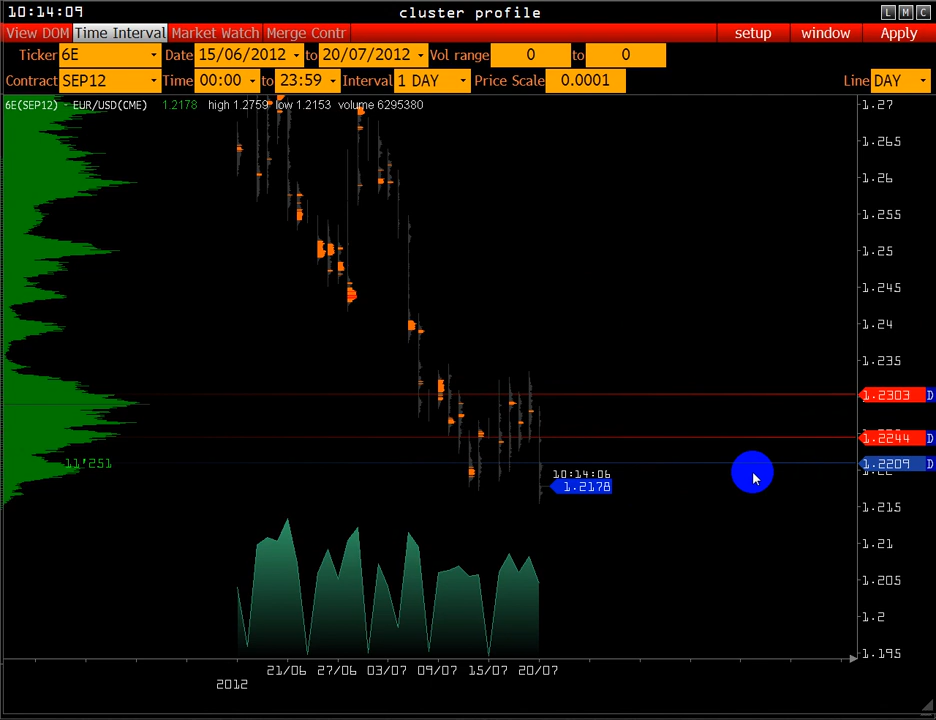 10:14:09 cluster profile L M C
View DOM Time Interval Market Watch Merge Contr setup window Apply
Ticker 6E Date 15/06/2012 to 20/07/2012 Vol range 0 to 0
Contract SEP12 Time 00:00 to 23:59 Interval 1 DAY Price Scale 0.0001 Line DAY
6E(SEP12) - EUR/USD(CME) 1.2178 high 1.2759 low 1.2153 volume 6295380
1.27
1.265
1.26
1.255
1.25
1.245
1.24
1.235
1.2303 D
1.2244 D
11'251 1.2209 D
10:14:06
1.2178
1.215
1.21
1.205
1.2
1.195
21/06 27/06 03/07 09/07 15/07 20/07
2012